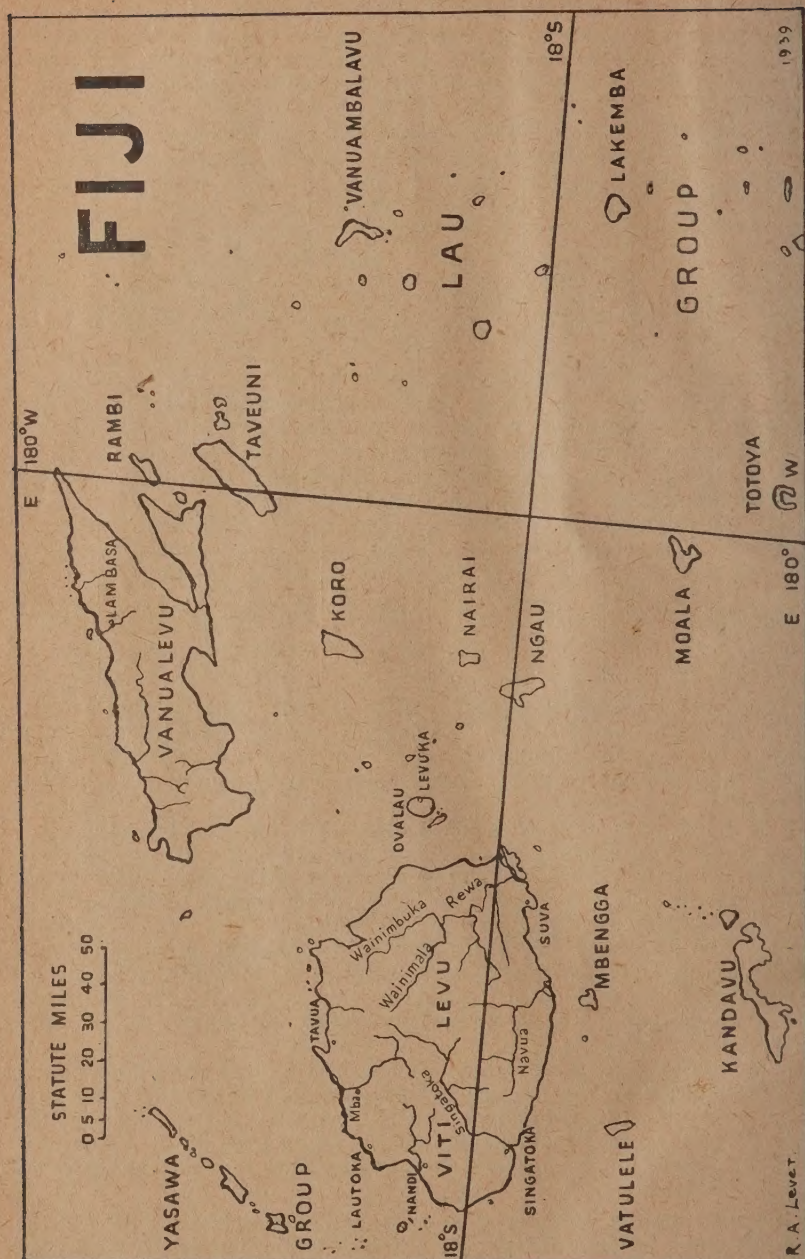 FIJI
STATUTE MILES
0 5 10 20 30 40 50
YASAWA
GROUP
VANUALEVU
LAMBASA
E 180°W
RAMBI
TAVEUNI
VANUAMBALAVU
LAU
GROUP
18°S
LAKEMBA
KORO
NAIRAI
NGAU
OVALAU
LEVUKA
TAVUA
Mba
LAUTOKA
NANDI
VITI
LEVU
Wainimbuka
Wainimala
Rewa
Singatoka
Navua
SUVA
SINGATOKA
18°S
VATULELE
MBENGGA
KANDAVU
MOALA
TOTOYA
E 180° W
R.A. Lever.
1939